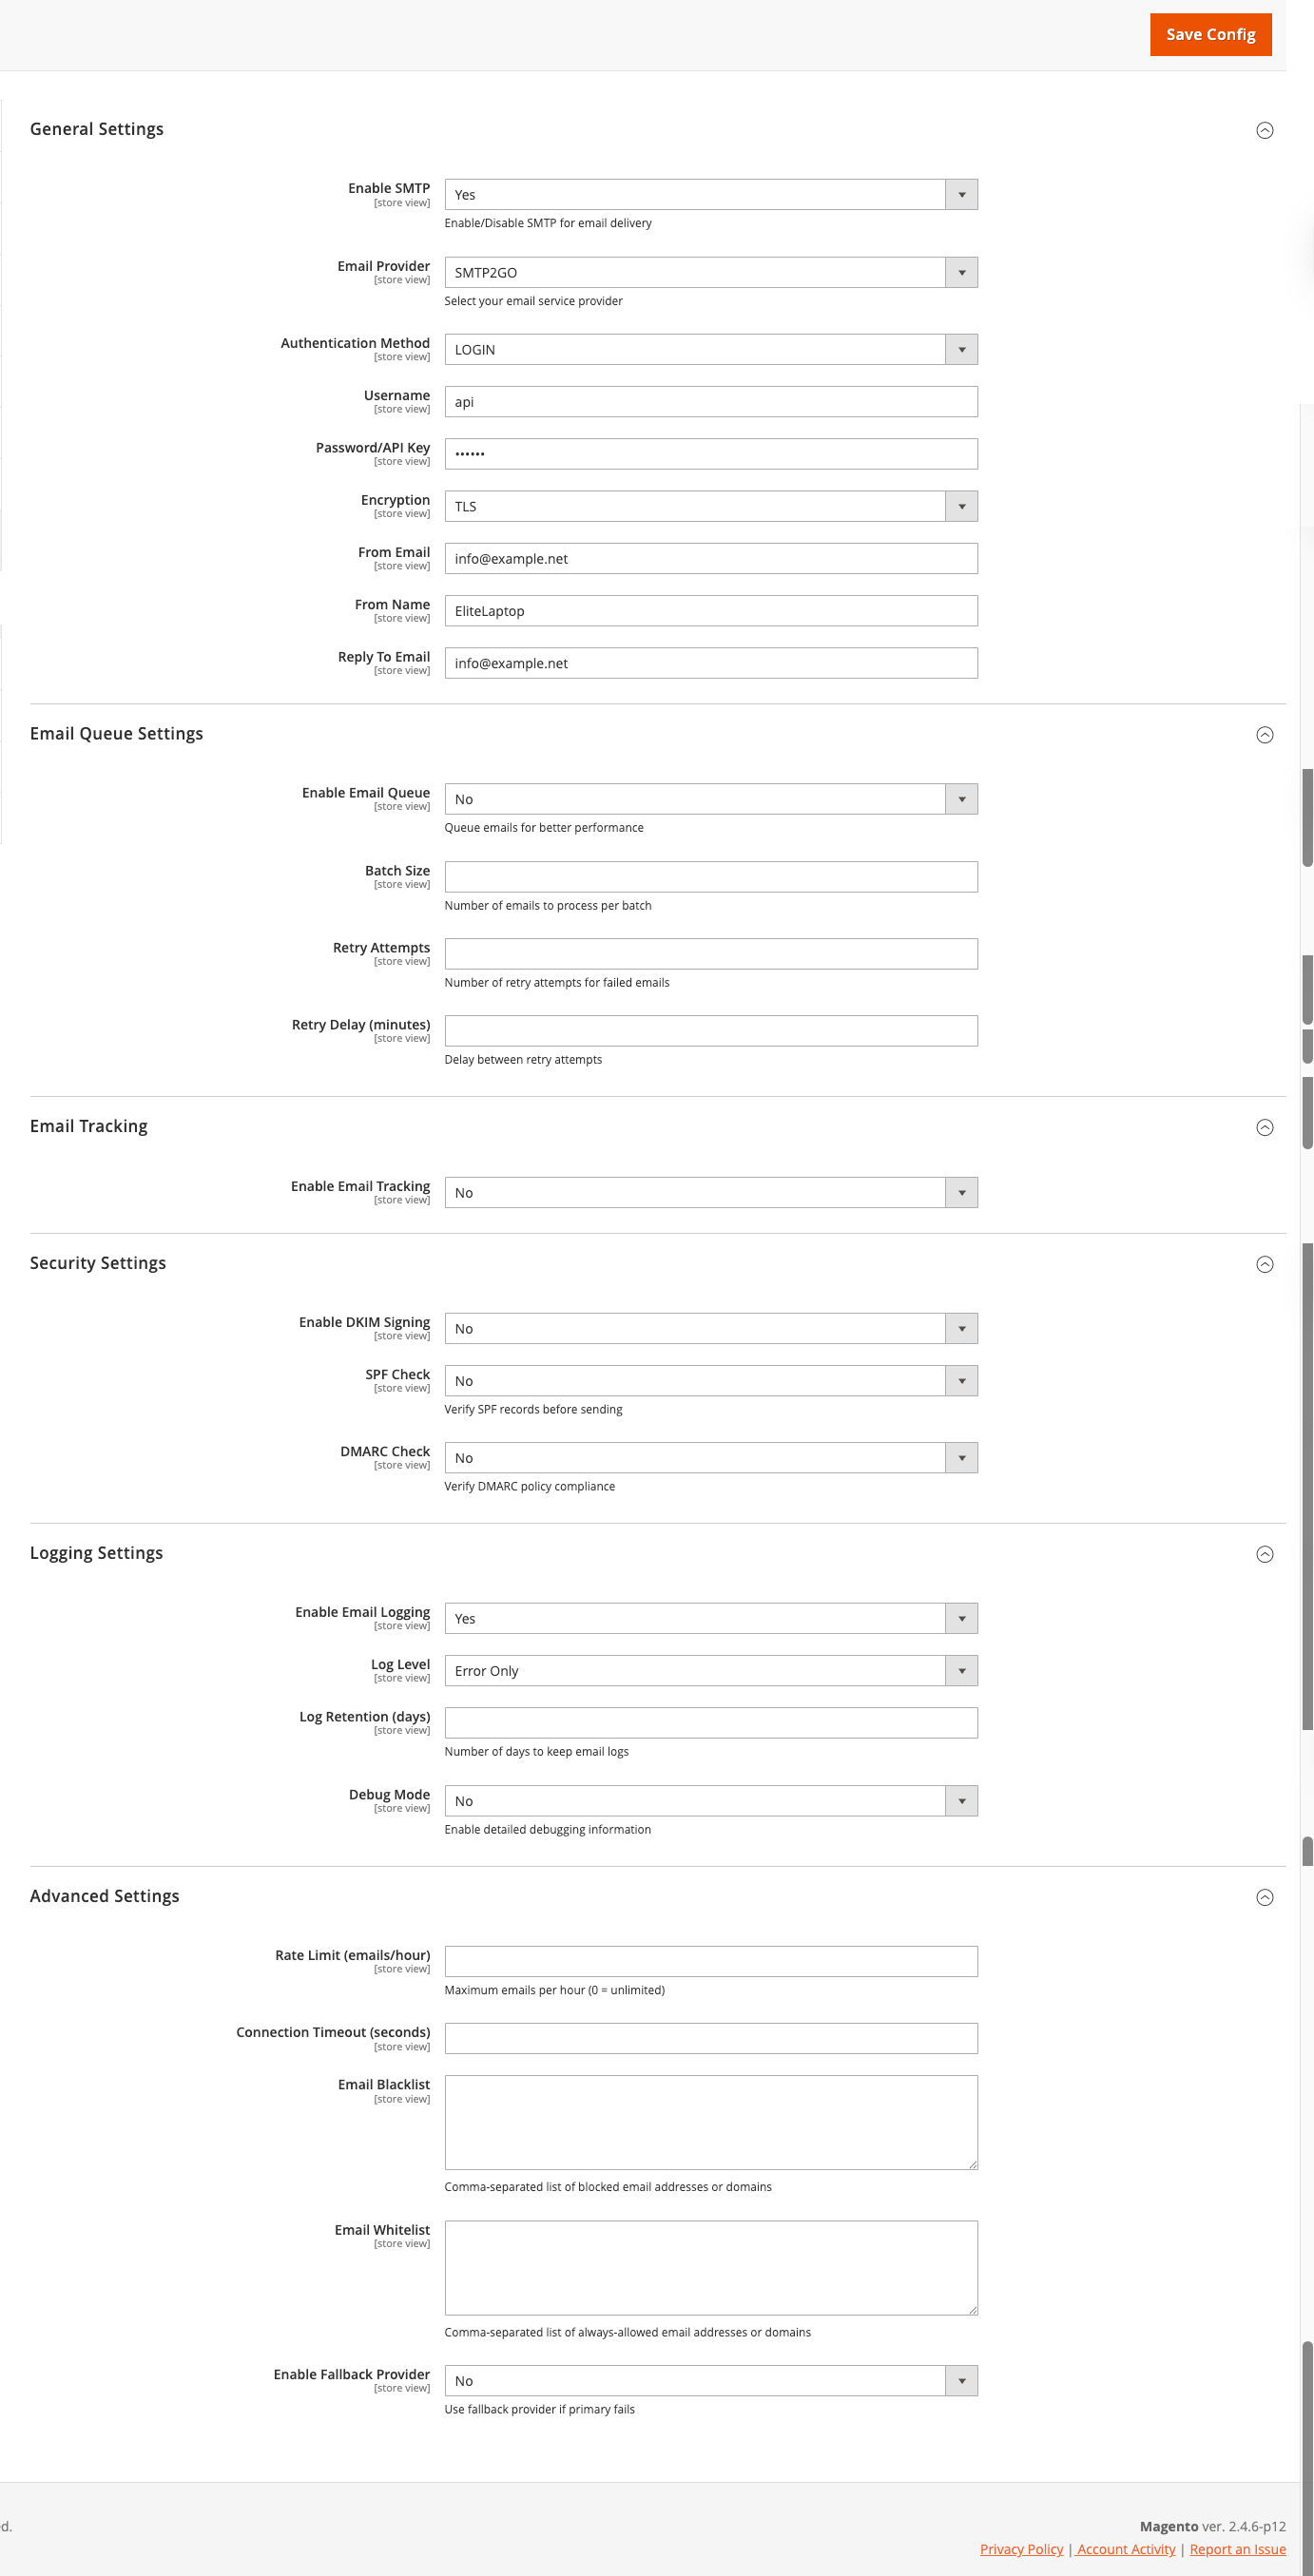 Save Config
General Settings
Enable SMTP
[store view]
Yes
Enable/Disable SMTP for email delivery
Email Provider
[store view]
SMTP2GO
Select your email service provider
Authentication Method
[store view]
LOGIN
Username
[store view]
api
Password/API Key
[store view]
••••••
Encryption
[store view]
TLS
From Email
[store view]
info@example.net
From Name
[store view]
EliteLaptop
Reply To Email
[store view]
info@example.net
Email Queue Settings
Enable Email Queue
[store view]
No
Queue emails for better performance
Batch Size
[store view]
Number of emails to process per batch
Retry Attempts
[store view]
Number of retry attempts for failed emails
Retry Delay (minutes)
[store view]
Delay between retry attempts
Email Tracking
Enable Email Tracking
[store view]
No
Security Settings
Enable DKIM Signing
[store view]
No
SPF Check
[store view]
No
Verify SPF records before sending
DMARC Check
[store view]
No
Verify DMARC policy compliance
Logging Settings
Enable Email Logging
[store view]
Yes
Log Level
[store view]
Error Only
Log Retention (days)
[store view]
Number of days to keep email logs
Debug Mode
[store view]
No
Enable detailed debugging information
Advanced Settings
Rate Limit (emails/hour)
[store view]
Maximum emails per hour (0 = unlimited)
Connection Timeout (seconds)
[store view]
Email Blacklist
[store view]
Comma-separated list of blocked email addresses or domains
Email Whitelist
[store view]
Comma-separated list of always-allowed email addresses or domains
Enable Fallback Provider
[store view]
No
Use fallback provider if primary fails
d.
Magento ver. 2.4.6-p12
Privacy Policy | Account Activity | Report an Issue